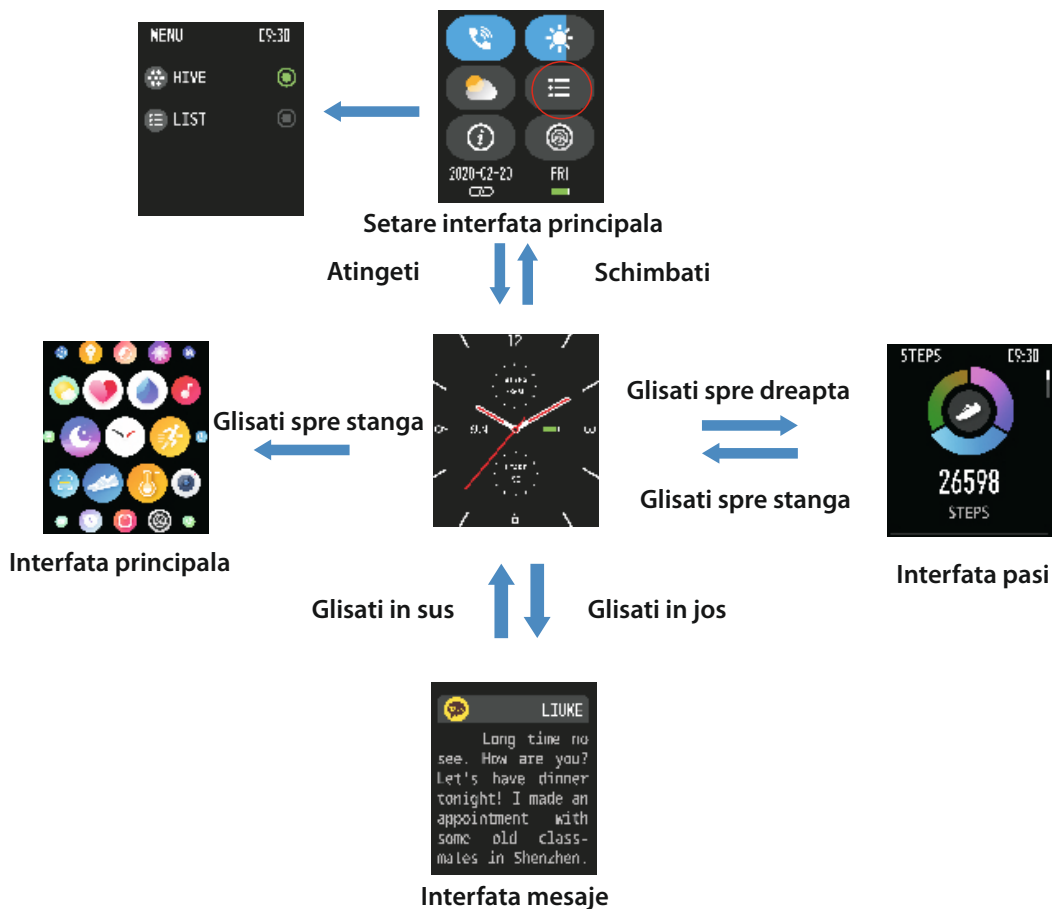 MENU 09:30
HIVE
LIST
2020-02-20 FRI
Setare interfata principala
Atingeti
Schimbati
12
Glisati spre stanga
Glisati spre dreapta
Glisati spre stanga
STEPS 09:30
26598
STEPS
Interfata principala
Interfata pasi
Glisati in sus
Glisati in jos
LIUKE
Long time no
see. How are you?
Let's have dinner
tonight! I made an
appointment with
some old class-
mates in Shenzhen.
Interfata mesaje